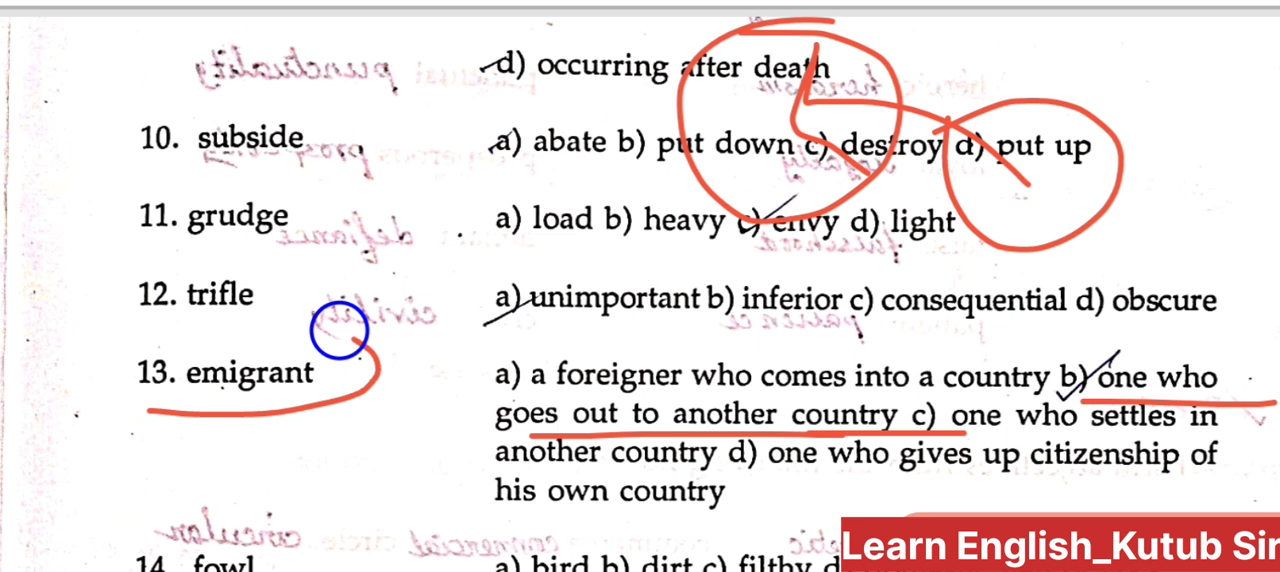 d) occurring after death
10. subside a) abate b) put down c) destroy d) put up
11. grudge a) load b) heavy c) envy d) light
12. trifle a) unimportant b) inferior c) consequential d) obscure
13. emigrant a) a foreigner who comes into a country b) one who
goes out to another country c) one who settles in
another country d) one who gives up citizenship of
his own country
14. fowl a) bird b) dirt c) filthy d
Learn English_Kutub Sir